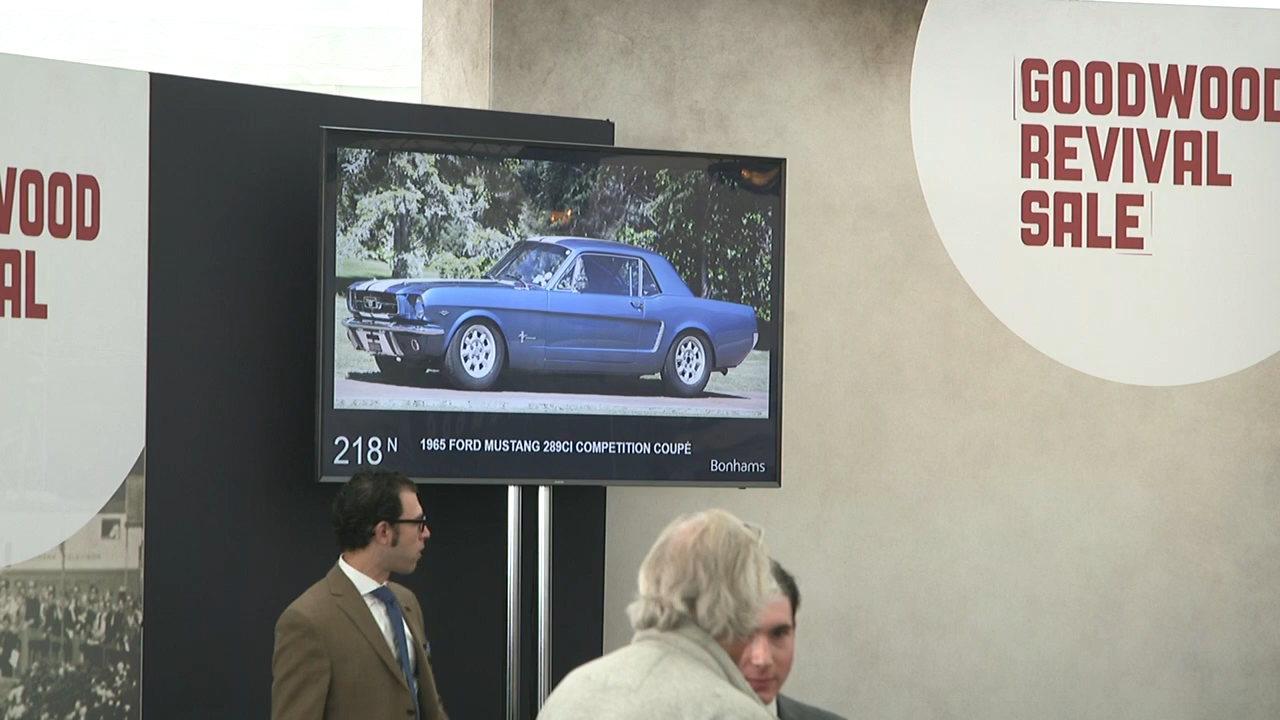 WOOD
AL
GOODWOOD
REVIVAL
SALE
218 N
1965 FORD MUSTANG 289CI COMPETITION COUPÉ
Bonhams